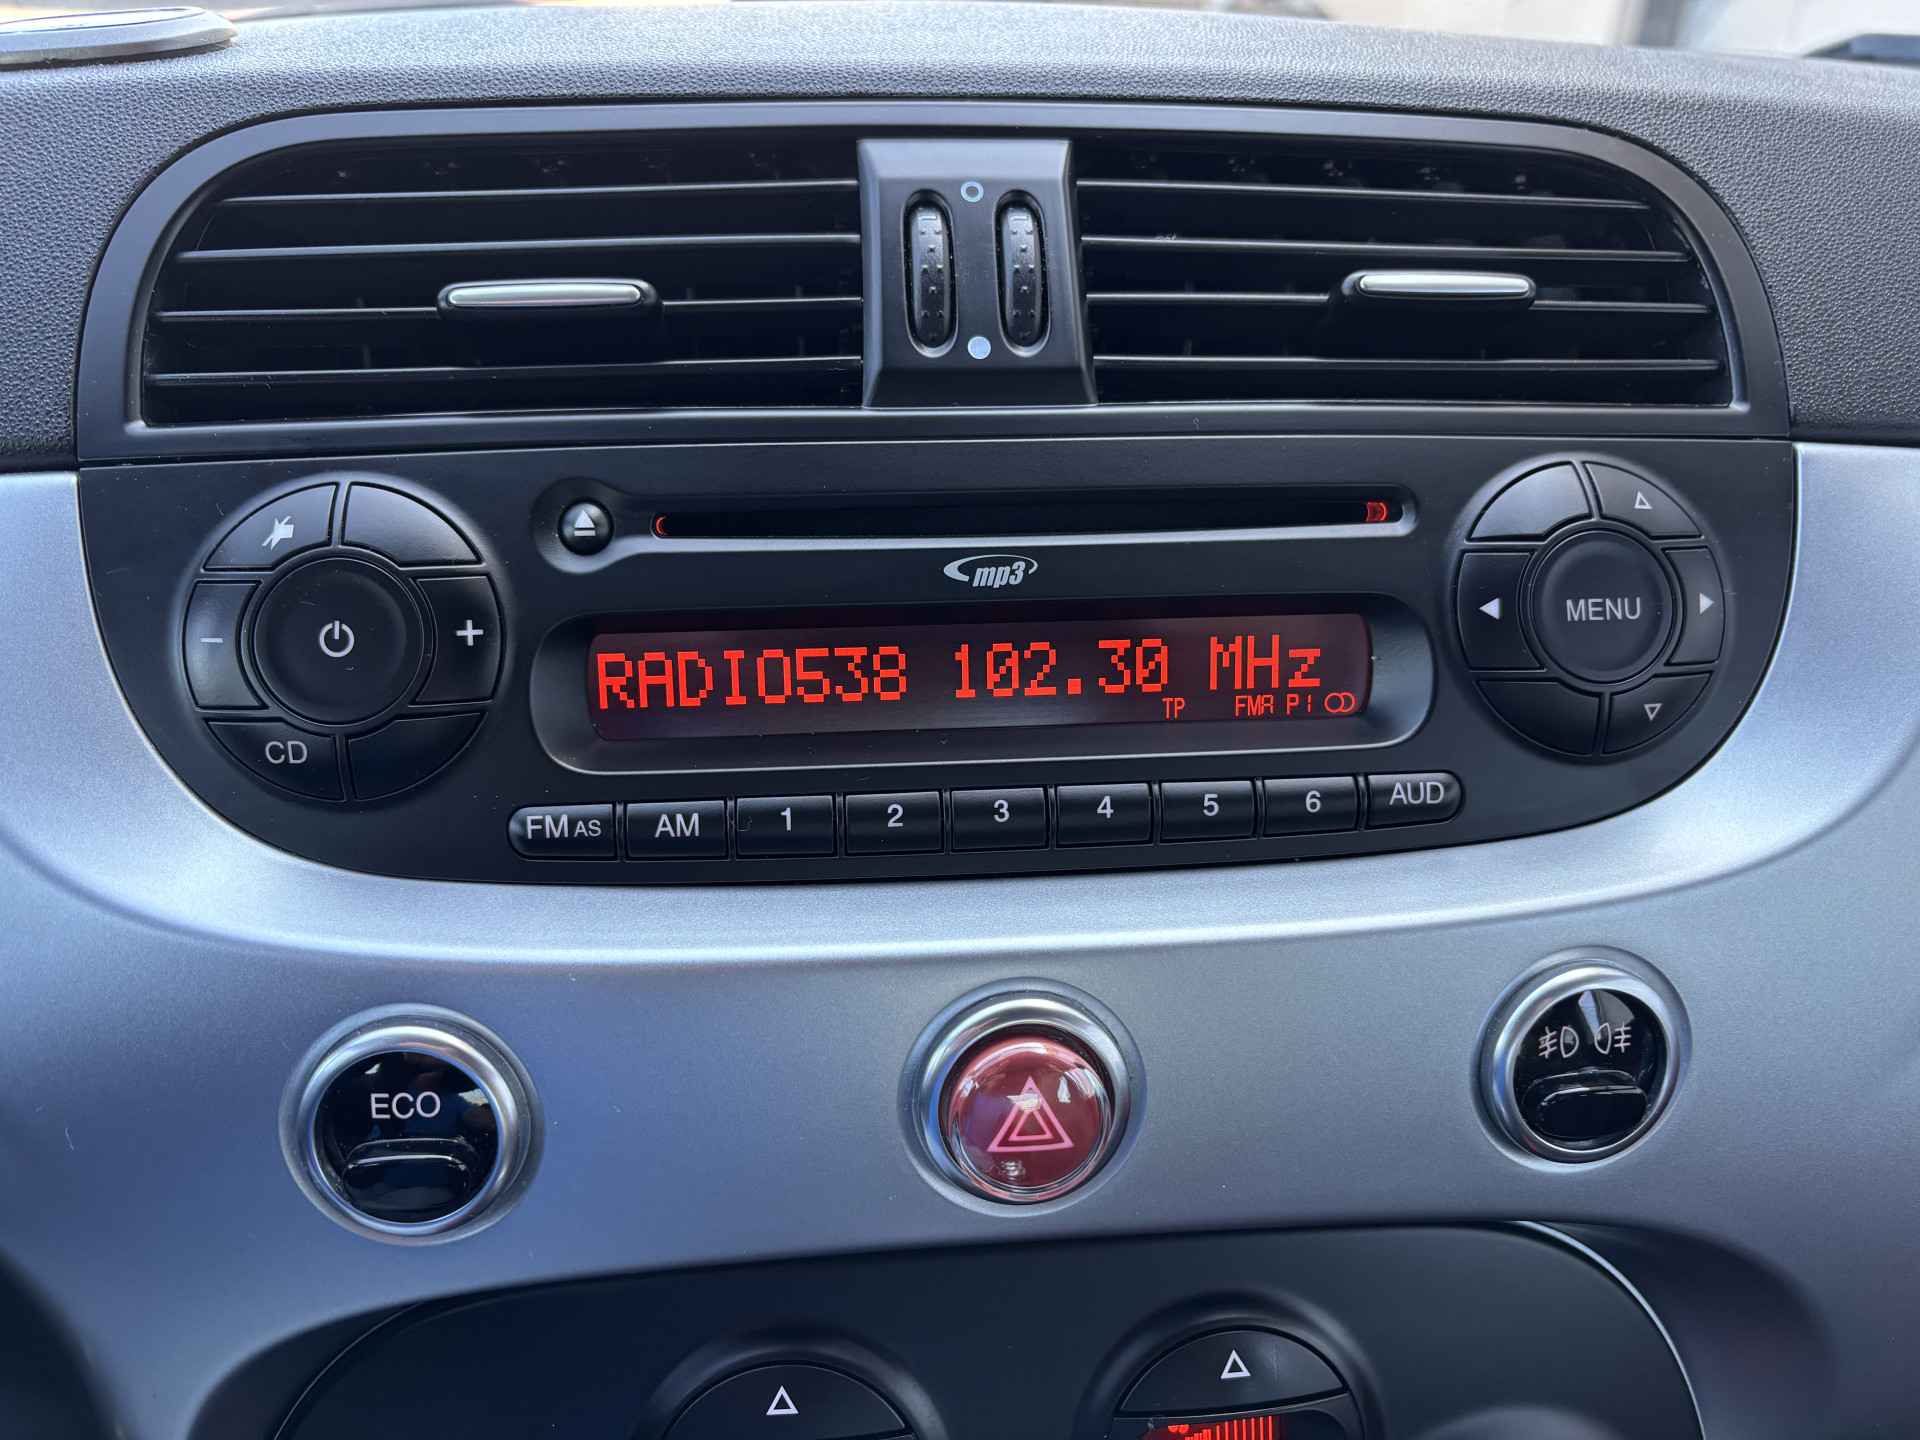 mp3
RADIO538 102.30 MHz
TP FMA P1
MENU
CD
FM AS AM 1 2 3 4 5 6 AUD
ECO